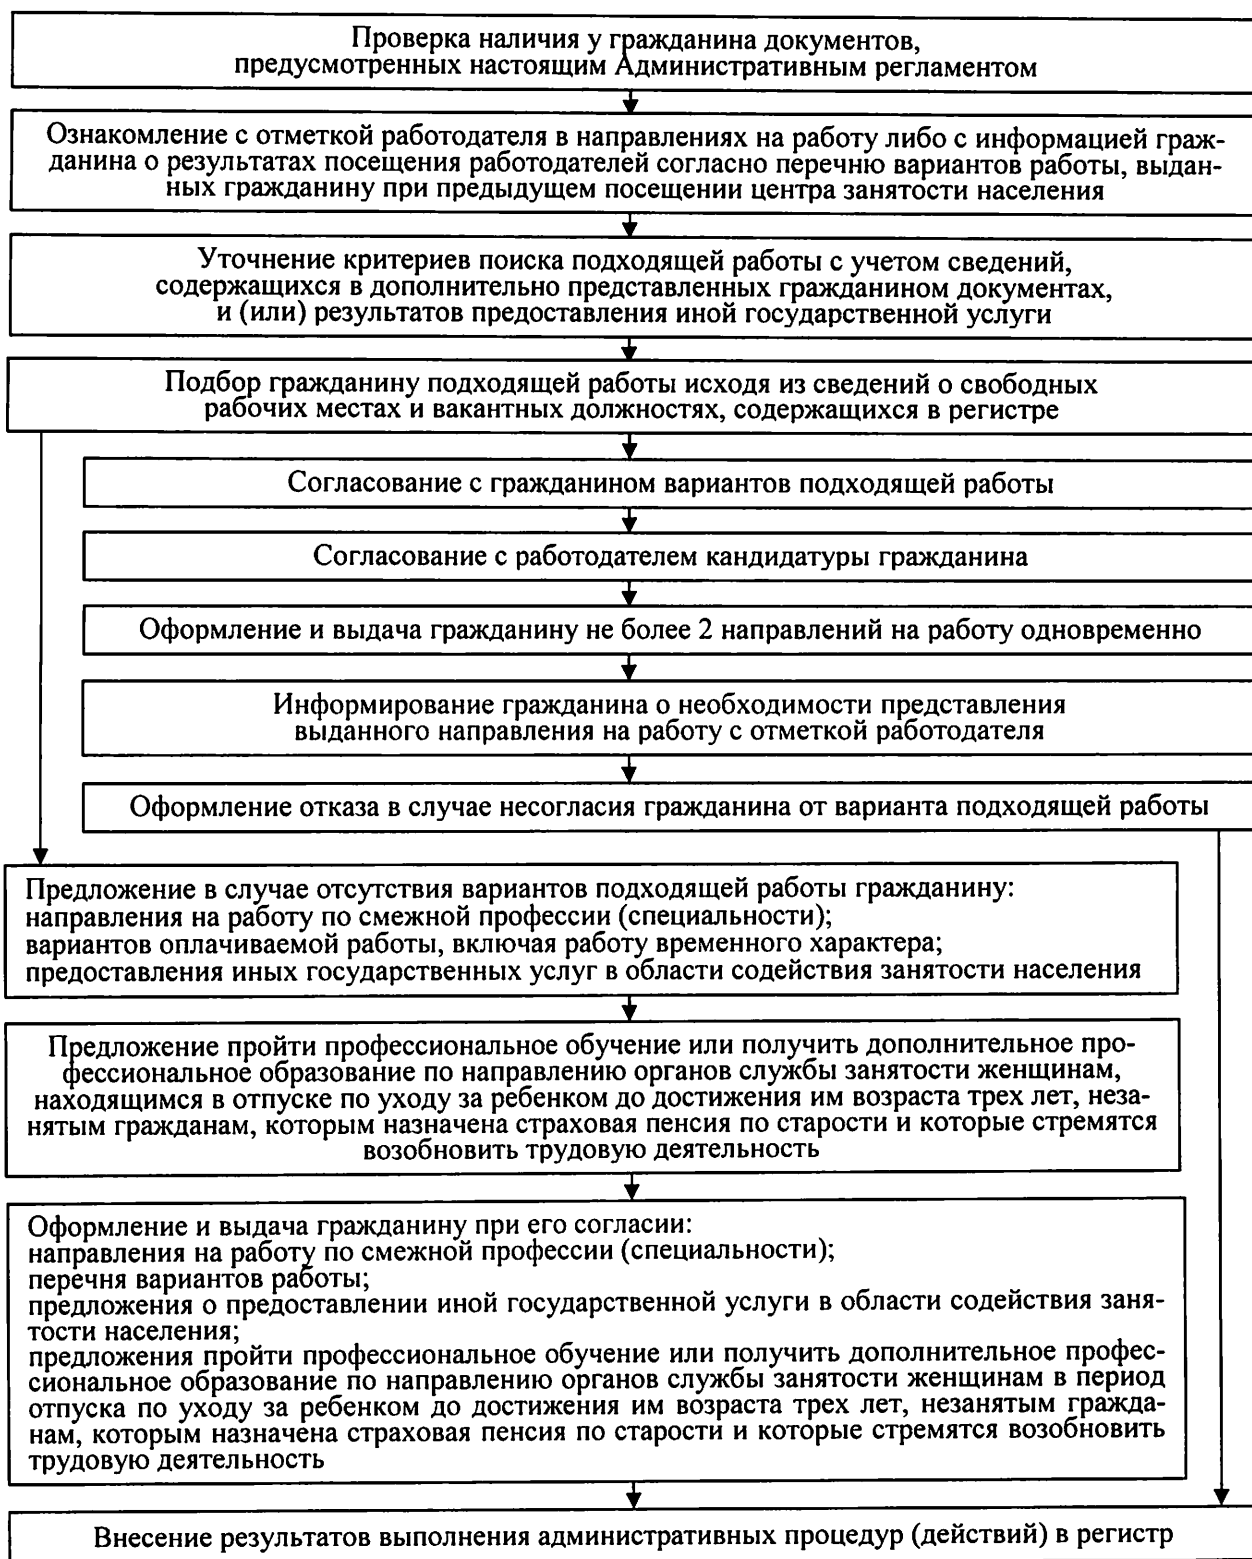 Проверка наличия у гражданина документов,
предусмотренных настоящим Административным регламентом
Ознакомление с отметкой работодателя в направлениях на работу либо с информацией граж-
данина о результатах посещения работодателей согласно перечню вариантов работы, выдан-
ных гражданину при предыдущем посещении центра занятости населения
Уточнение критериев поиска подходящей работы с учетом сведений,
содержащихся в дополнительно представленных гражданином документах,
и (или) результатов предоставления иной государственной услуги
Подбор гражданину подходящей работы исходя из сведений о свободных
рабочих местах и вакантных должностях, содержащихся в регистре
Согласование с гражданином вариантов подходящей работы
Согласование с работодателем кандидатуры гражданина
Оформление и выдача гражданину не более 2 направлений на работу одновременно
Информирование гражданина о необходимости представления
выданного направления на работу с отметкой работодателя
Оформление отказа в случае несогласия гражданина от варианта подходящей работы
Предложение в случае отсутствия вариантов подходящей работы гражданину:
направления на работу по смежной профессии (специальности);
вариантов оплачиваемой работы, включая работу временного характера;
предоставления иных государственных услуг в области содействия занятости населения
Предложение пройти профессиональное обучение или получить дополнительное про-
фессиональное образование по направлению органов службы занятости женщинам,
находящимся в отпуске по уходу за ребенком до достижения им возраста трех лет, неза-
нятым гражданам, которым назначена страховая пенсия по старости и которые стремятся
возобновить трудовую деятельность
Оформление и выдача гражданину при его согласии:
направления на работу по смежной профессии (специальности);
перечня вариантов работы;
предложения о предоставлении иной государственной услуги в области содействия заня-
тости населения;
предложения пройти профессиональное обучение или получить дополнительное профес-
сиональное образование по направлению органов службы занятости женщинам в период
отпуска по уходу за ребенком до достижения им возраста трех лет, незанятым гражда-
нам, которым назначена страховая пенсия по старости и которые стремятся возобновить
трудовую деятельность
Внесение результатов выполнения административных процедур (действий) в регистр